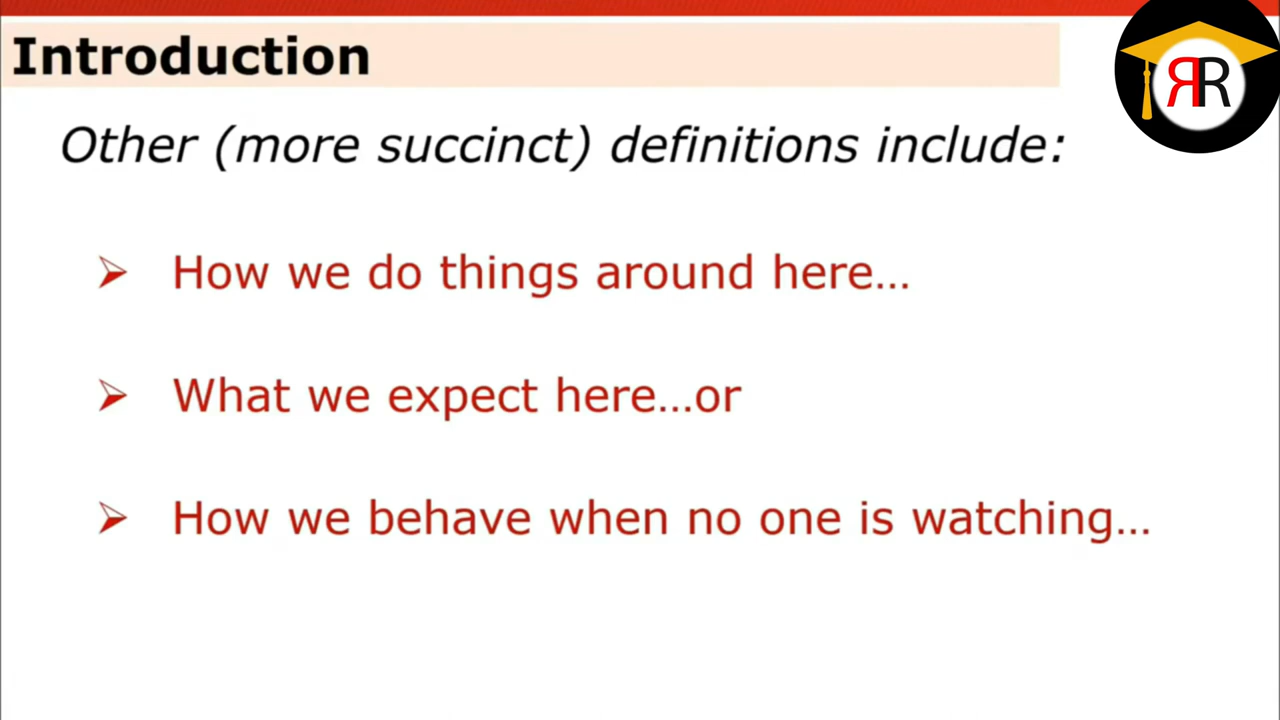 Introduction
ЯR
Other (more succinct) definitions include:
➢ How we do things around here…
➢ What we expect here…or
➢ How we behave when no one is watching…